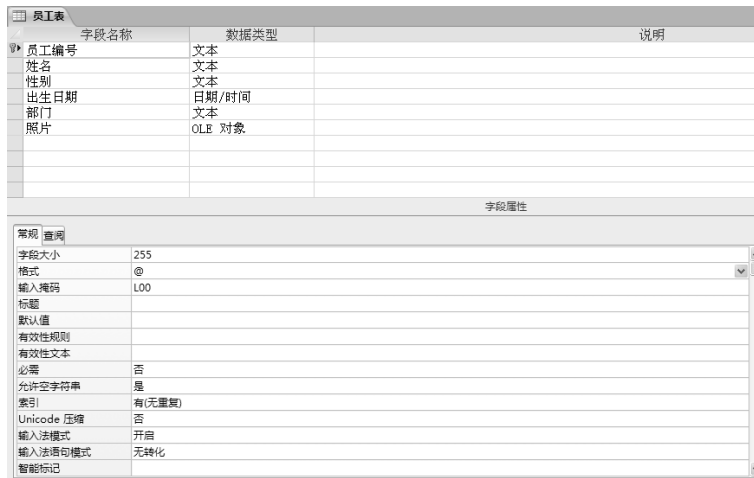 员工表
字段名称 数据类型 说明
员工编号 文本
姓名 文本
性别 文本
出生日期 日期/时间
部门 文本
照片 OLE 对象
字段属性
常规 查阅
字段大小 255
格式 @
输入掩码 L00
标题
默认值
有效性规则
有效性文本
必需 否
允许空字符串 是
索引 有(无重复)
Unicode 压缩 否
输入法模式 开启
输入法语句模式 无转化
智能标记